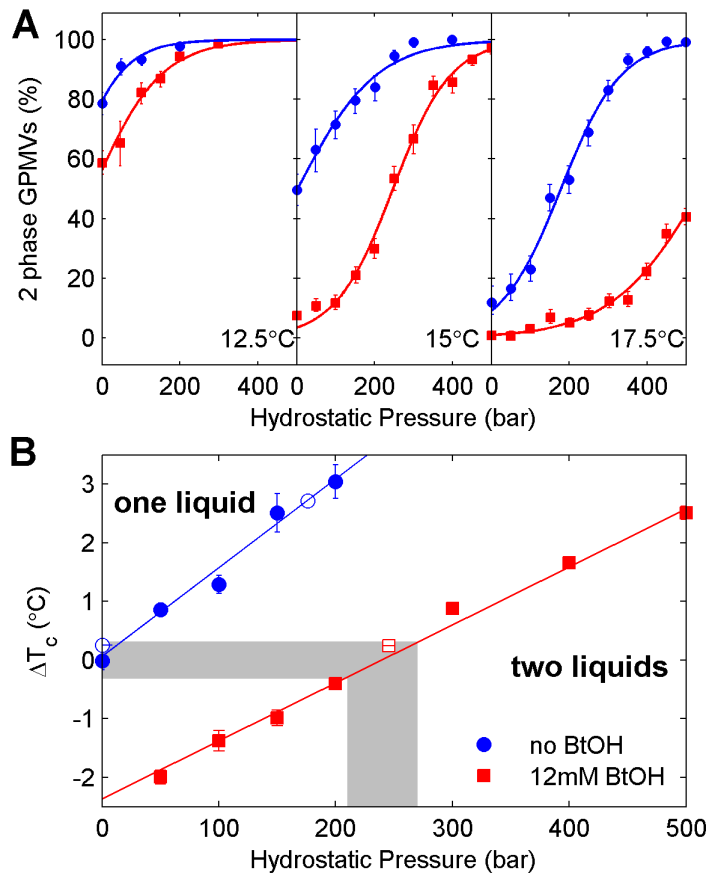 A
2 phase GPMVs (%)
100
80
60
40
20
0
12.5°C
15°C
17.5°C
0 200 400 0 200 400 0 200 400
Hydrostatic Pressure (bar)
B
ΔTc (°C)
3
2
1
0
-1
-2
one liquid
two liquids
no BtOH
12mM BtOH
0 100 200 300 400 500
Hydrostatic Pressure (bar)